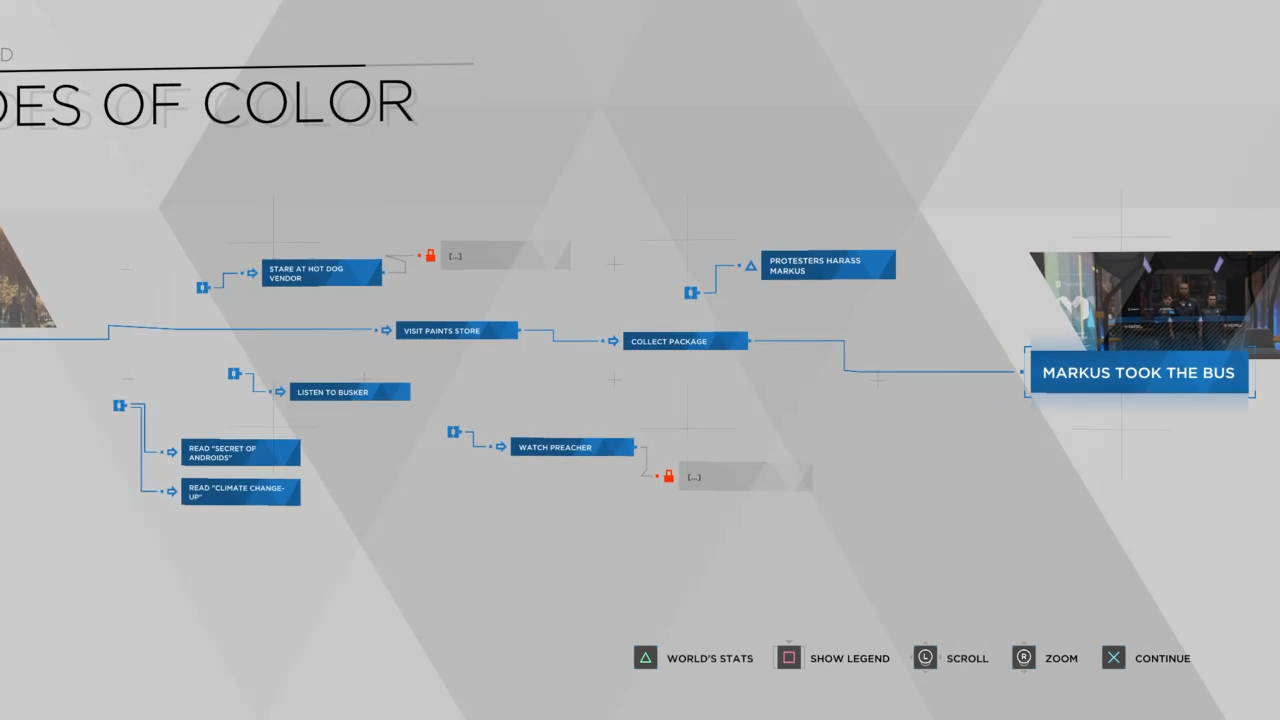 D
DES OF COLOR
STARE AT HOT DOG
VENDOR
[...]
PROTESTERS HARASS
MARKUS
VISIT PAINTS STORE
COLLECT PACKAGE
MARKUS TOOK THE BUS
LISTEN TO BUSKER
READ "SECRET OF
ANDROIDS"
WATCH PREACHER
[...]
READ "CLIMATE CHANGE-
UP"
WORLD'S STATS
SHOW LEGEND
L
SCROLL
R
ZOOM
CONTINUE